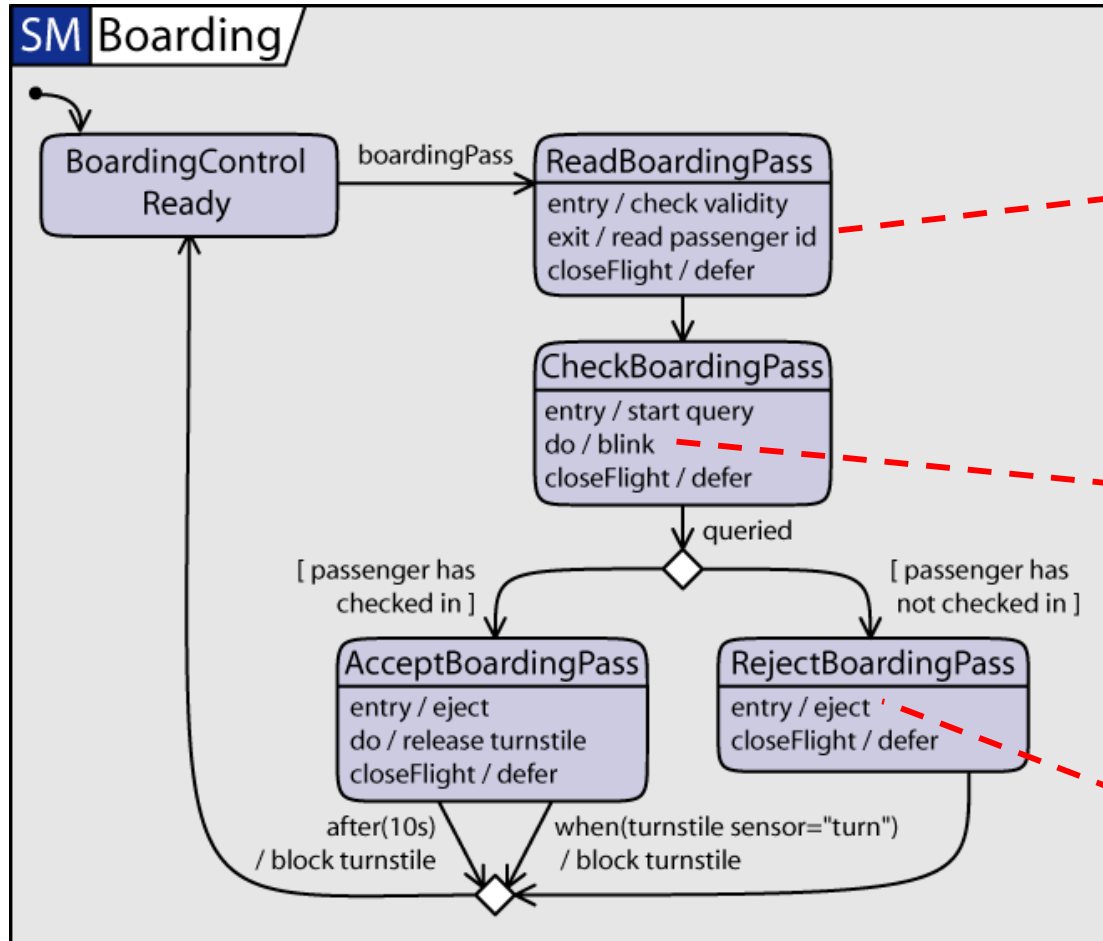 SM Boarding
BoardingControl
Ready
boardingPass
ReadBoardingPass
entry / check validity
exit / read passenger id
closeFlight / defer
CheckBoardingPass
entry / start query
do / blink
closeFlight / defer
queried
[ passenger has
checked in ]
[ passenger has
not checked in ]
AcceptBoardingPass
entry / eject
do / release turnstile
closeFlight / defer
RejectBoardingPass
entry / eject
closeFlight / defer
after(10s)
/ block turnstile
when(turnstile sensor="turn")
/ block turnstile